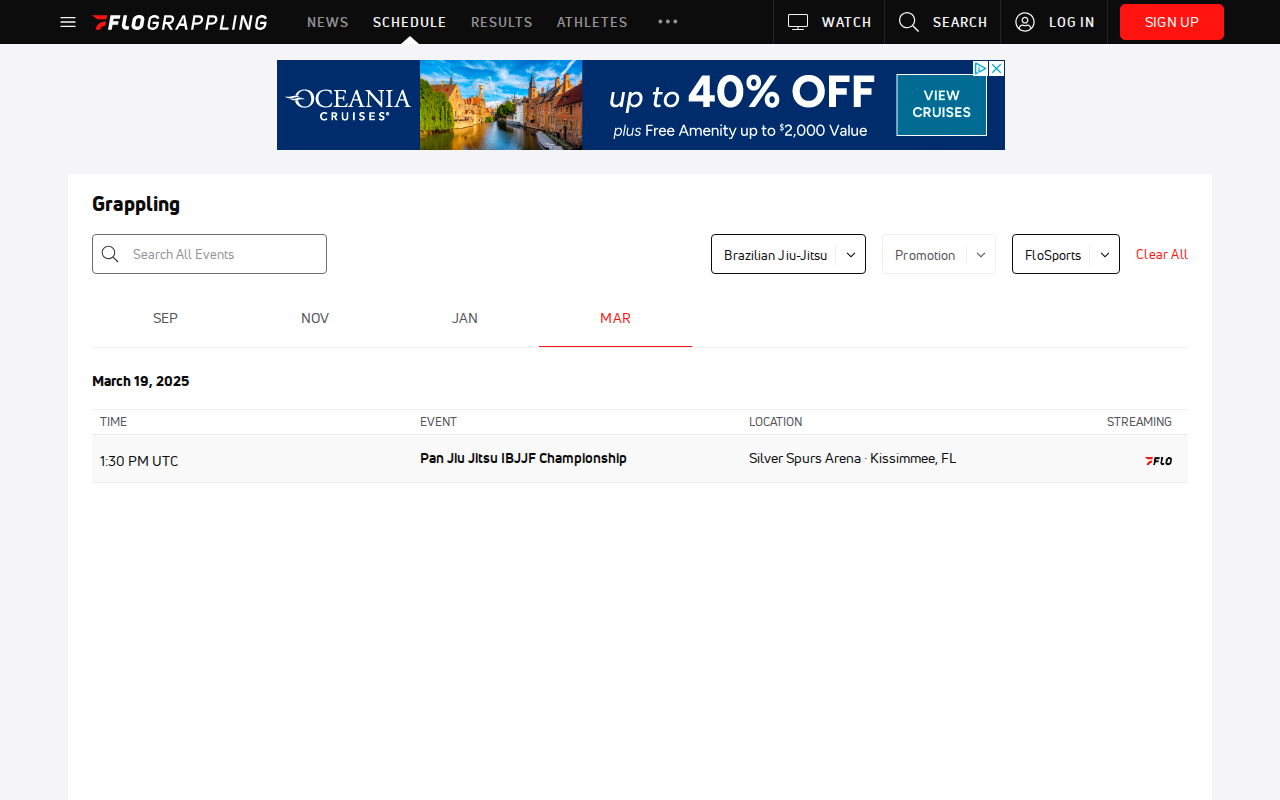 FLOGRAPPLING NEWS SCHEDULE RESULTS ATHLETES ••• WATCH SEARCH LOG IN SIGN UP
OCEANIA CRUISES® up to 40% OFF plus Free Amenity up to $2,000 Value VIEW CRUISES
Grappling
Search All Events Brazilian Jiu-Jitsu Promotion FloSports Clear All
SEP NOV JAN MAR
March 19, 2025
TIME EVENT LOCATION STREAMING
1:30 PM UTC Pan Jiu Jitsu IBJJF Championship Silver Spurs Arena · Kissimmee, FL FLO